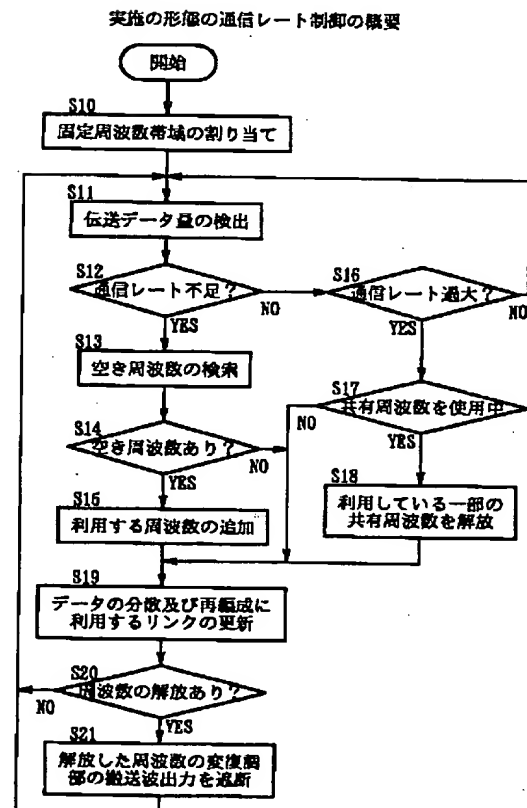 実施の形態の通信レート制御の概要
開始
S10
固定周波数帯域の割り当て
S11
伝送データ量の検出
S12
通信レート不足？
NO
YES
S16
通信レート過大？
NO
YES
S13
空き周波数の検索
S17
共有周波数を使用中
NO
YES
S14
空き周波数あり？
NO
YES
S18
利用している一部の
共有周波数を解放
S15
利用する周波数の追加
S19
データの分散及び再編成に
利用するリンクの更新
S20
周波数の解放あり？
NO
YES
S21
解放した周波数の変復調
部の搬送波出力を遮断